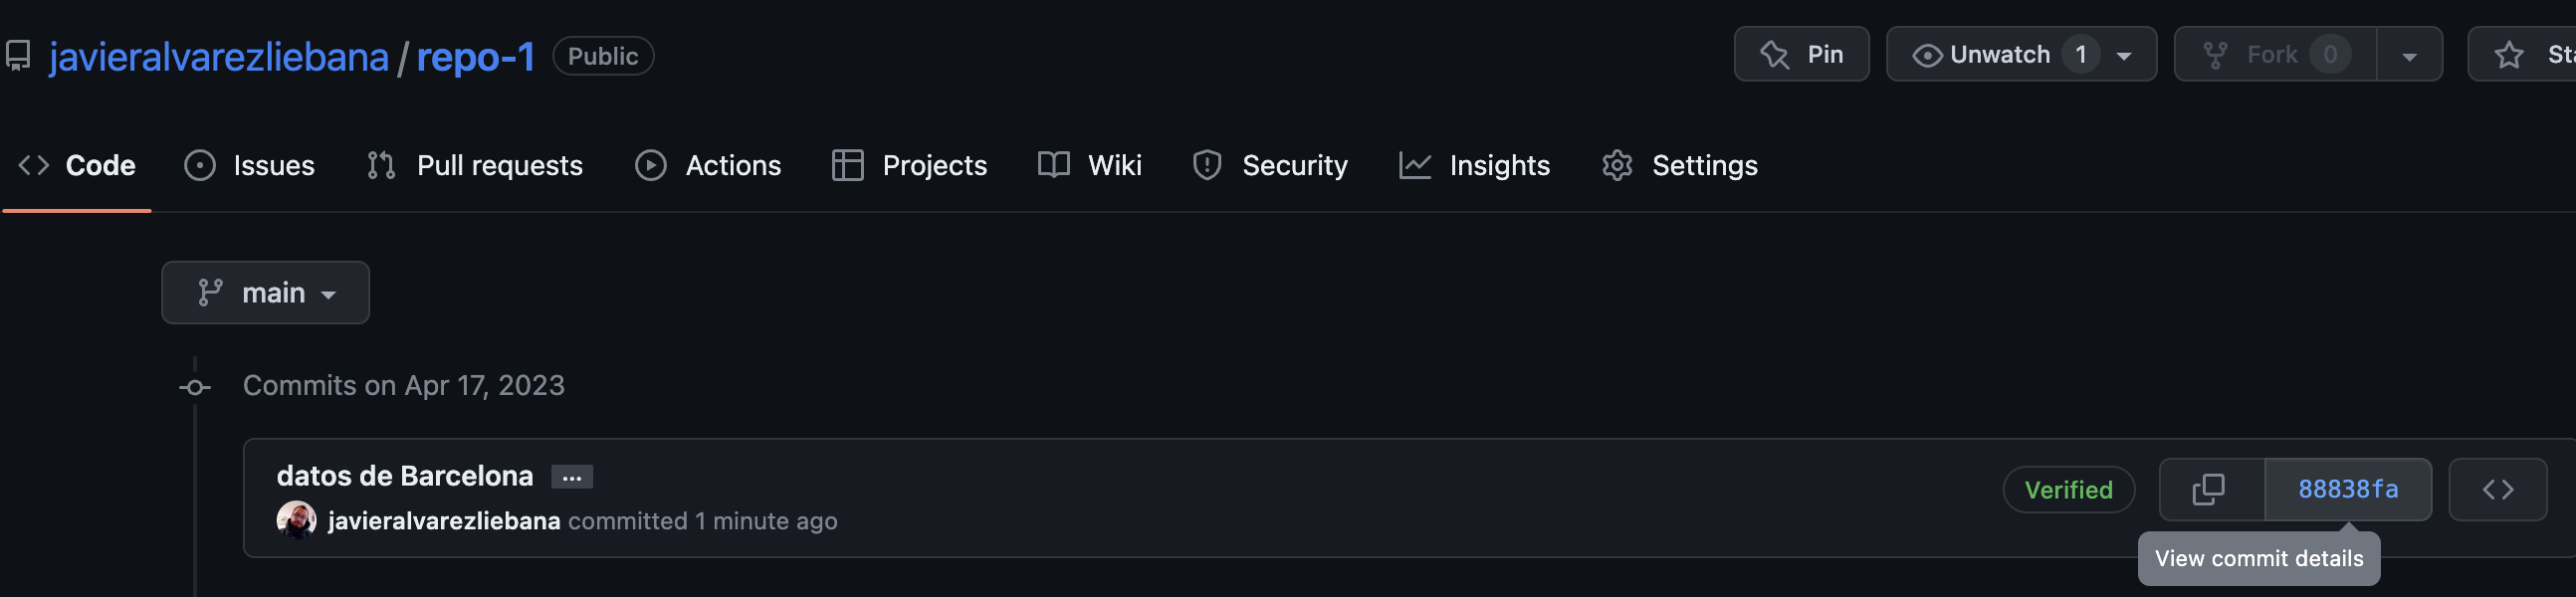 javieralvarezliebana / repo-1 Public
Pin Unwatch 1 Fork 0
Code Issues Pull requests Actions Projects Wiki Security Insights Settings
main
Commits on Apr 17, 2023
datos de Barcelona ...
javieralvarezliebana committed 1 minute ago
Verified 88838fa
View commit details